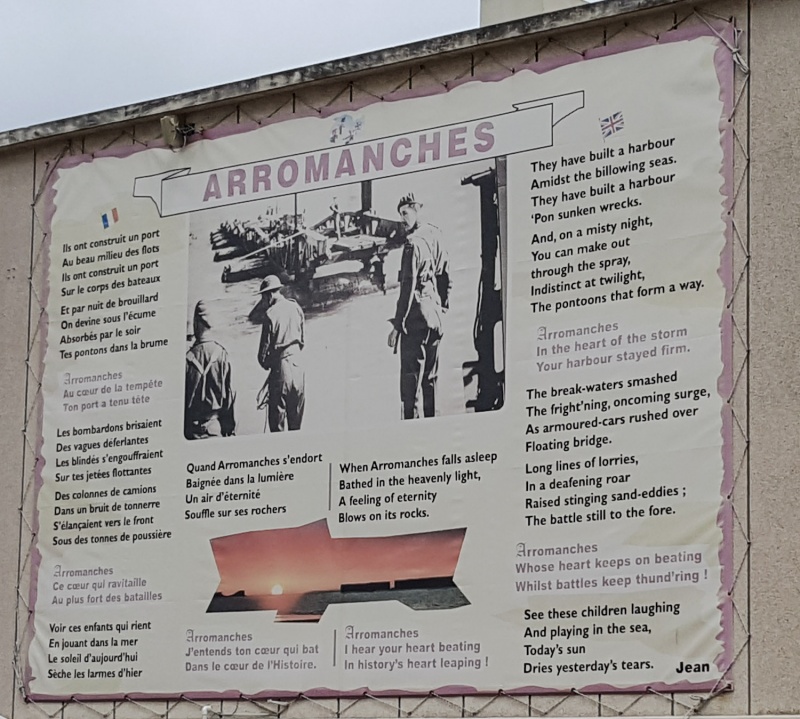 ARROMANCHES
Ils ont construit un port
Au beau milieu des flots
Ils ont construit un port
Sur le corps des bateaux
Et par nuit de brouillard
On devine sous l'écume
Absorbés par le soir
Tes pontons dans la brume
Arromanches
Au cœur de la tempête
Ton port a tenu tête
Les bombardons brisaient
Des vagues déferlantes
Les blindés s'engouffraient
Sur tes jetées flottantes
Des colonnes de camions
Dans un bruit de tonnerre
S'élançaient vers le front
Sous des tonnes de poussière
Arromanches
Ce cœur qui ravitaille
Au plus fort des batailles
Voir ces enfants qui rient
En jouant dans la mer
Le soleil d'aujourd'hui
Sèche les larmes d'hier
Quand Arromanches s'endort
Baignée dans la lumière
Un air d'éternité
Souffle sur ses rochers
Arromanches
J'entends ton cœur qui bat
Dans le cœur de l'Histoire.
When Arromanches falls asleep
Bathed in the heavenly light,
A feeling of eternity
Blows on its rocks.
Arromanches
I hear your heart beating
In history's heart leaping !
They have built a harbour
Amidst the billowing seas.
They have built a harbour
'Pon sunken wrecks.
And, on a misty night,
You can make out
through the spray,
Indistinct at twilight,
The pontoons that form a way.
Arromanches
In the heart of the storm
Your harbour stayed firm.
The break-waters smashed
The fright'ning, oncoming surge,
As armoured-cars rushed over
Floating bridge.
Long lines of lorries,
In a deafening roar
Raised stinging sand-eddies ;
The battle still to the fore.
Arromanches
Whose heart keeps on beating
Whilst battles keep thund'ring !
See these children laughing
And playing in the sea,
Today's sun
Dries yesterday's tears.
Jean